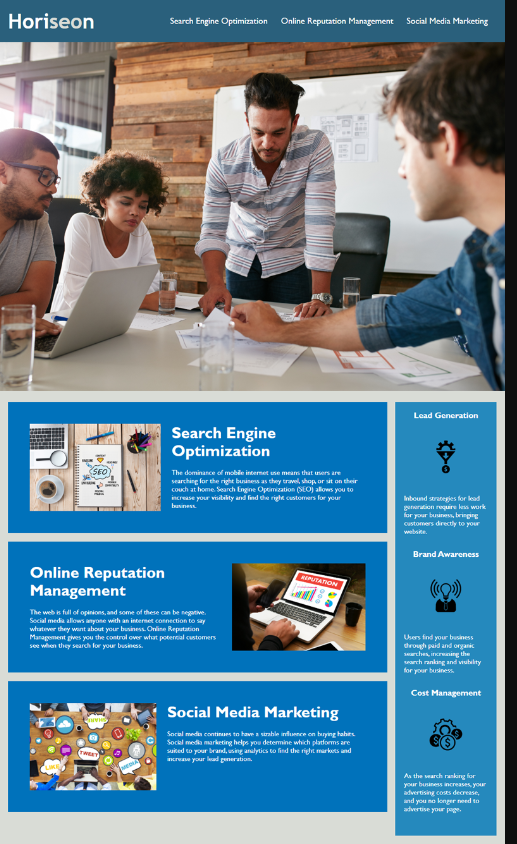 Horiseon
Search Engine Optimization
Online Reputation Management
Social Media Marketing
SEO
Search Engine
Optimization
The dominance of mobile internet use means that users are
searching for the right business as they travel, shop, or sit on their
couch at home. Search Engine Optimization (SEO) allows you to
increase your visibility and find the right customers for your
business.
Online Reputation
Management
The web is full of opinions, and some of these can be negative.
Social media allows anyone with an internet connection to say
whatever they want about your business. Online Reputation
Management gives you the control over what potential customers
see when they search for your business.
REPUTATION
LIKE
TWEET
MEDIA
Social Media Marketing
Social media continues to have a sizable influence on buying habits.
Social media marketing helps you determine which platforms are
suited to your brand, using analytics to find the right markets and
increase your lead generation.
Lead Generation
Inbound strategies for lead
generation require less work
for your business, bringing
customers directly to your
website.
Brand Awareness
Users find your business
through paid and organic
searches, increasing the
search ranking and visibility
for your business.
Cost Management
As the search ranking for
your business increases, your
advertising costs decrease,
and you no longer need to
advertise your page.